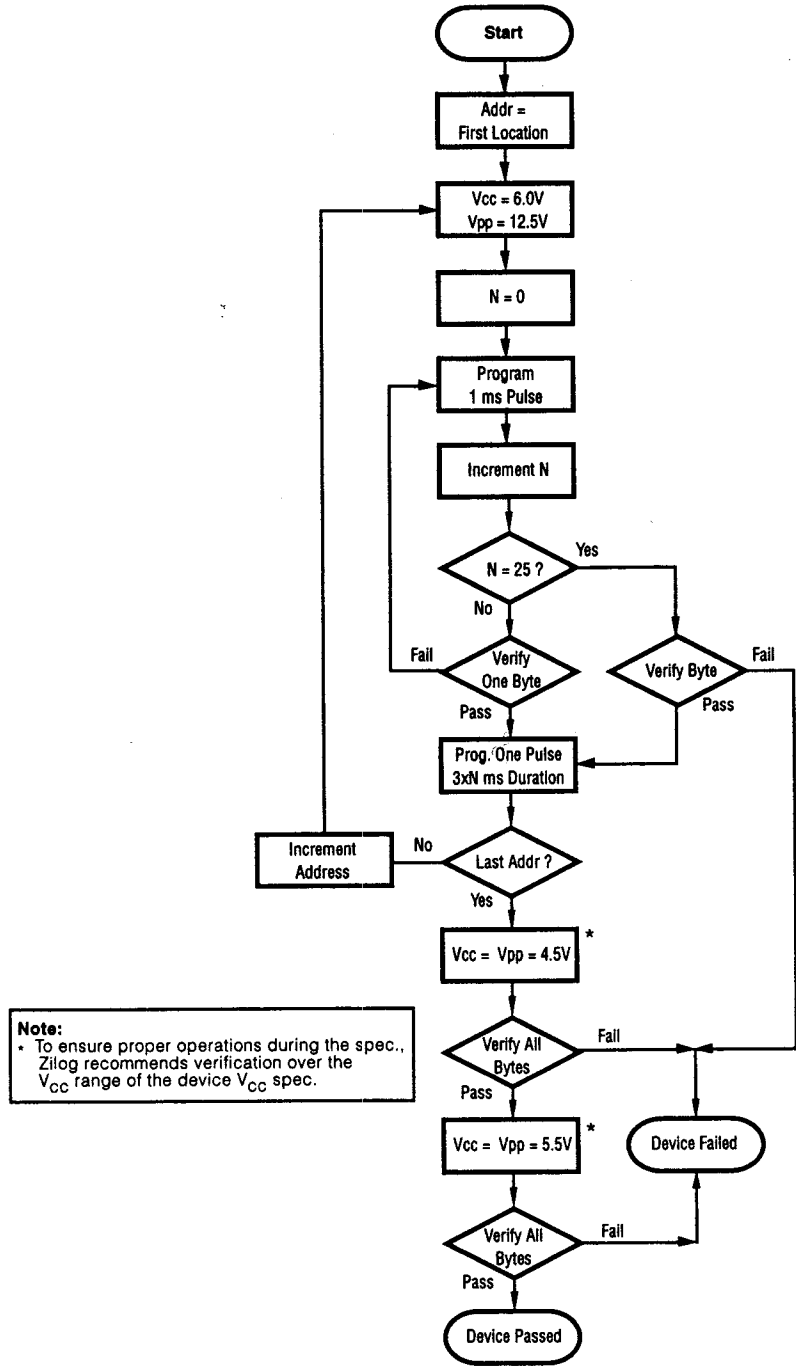 Start
Addr =
First Location
Vcc = 6.0V
Vpp = 12.5V
N = 0
Program
1 ms Pulse
Increment N
N = 25 ?
Yes
No
Fail
Verify
One Byte
Pass
Verify Byte
Fail
Pass
Prog. One Pulse
3xN ms Duration
Increment
Address
No
Last Addr ?
Yes
Vcc = Vpp = 4.5V
*
Note:
* To ensure proper operations during the spec.,
Zilog recommends verification over the
VCC range of the device VCC spec.
Verify All
Bytes
Fail
Pass
Vcc = Vpp = 5.5V
*
Device Failed
Verify All
Bytes
Fail
Pass
Device Passed